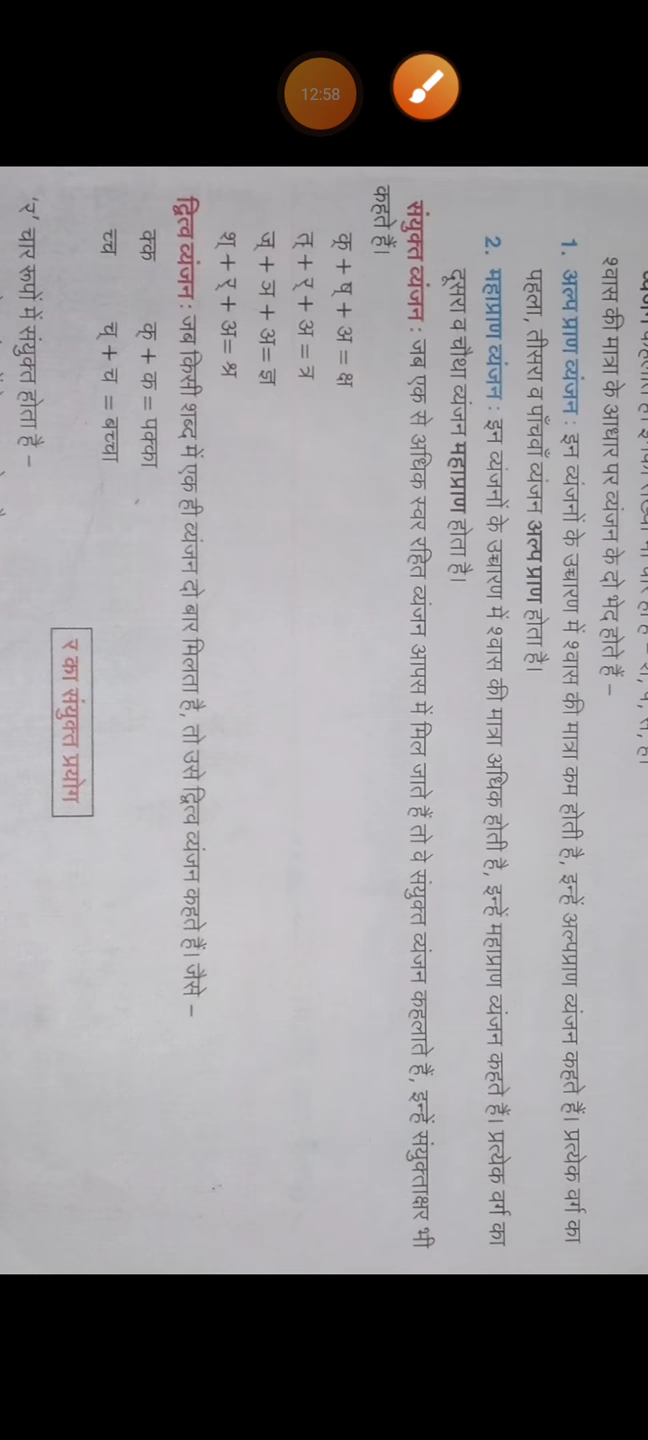 12:58
श्वास की मात्रा के आधार पर व्यंजन के दो भेद होते हैं –
1. अल्प प्राण व्यंजन : इन व्यंजनों के उच्चारण में श्वास की मात्रा कम होती है, इन्हें अल्पप्राण व्यंजन कहते हैं। प्रत्येक वर्ग का
पहला, तीसरा व पाँचवाँ व्यंजन अल्प प्राण होता है।
2. महाप्राण व्यंजन : इन व्यंजनों के उच्चारण में श्वास की मात्रा अधिक होती है, इन्हें महाप्राण व्यंजन कहते हैं। प्रत्येक वर्ग का
दूसरा व चौथा व्यंजन महाप्राण होता है।
संयुक्त व्यंजन : जब एक से अधिक स्वर रहित व्यंजन आपस में मिल जाते हैं तो वे संयुक्त व्यंजन कहलाते हैं, इन्हें संयुक्ताक्षर भी
कहते हैं।
क् + ष् + अ = क्ष
त् + र् + अ = त्र
ज् + ञ + अ = ज्ञ
श् + र् + अ = श्र
द्वित्व व्यंजन : जब किसी शब्द में एक ही व्यंजन दो बार मिलता है, तो उसे द्वित्व व्यंजन कहते हैं। जैसे –
क्क क् + क = पक्का
च्च च् + च = बच्चा
र का संयुक्त प्रयोग
'र' चार रूपों में संयुक्त होता है –